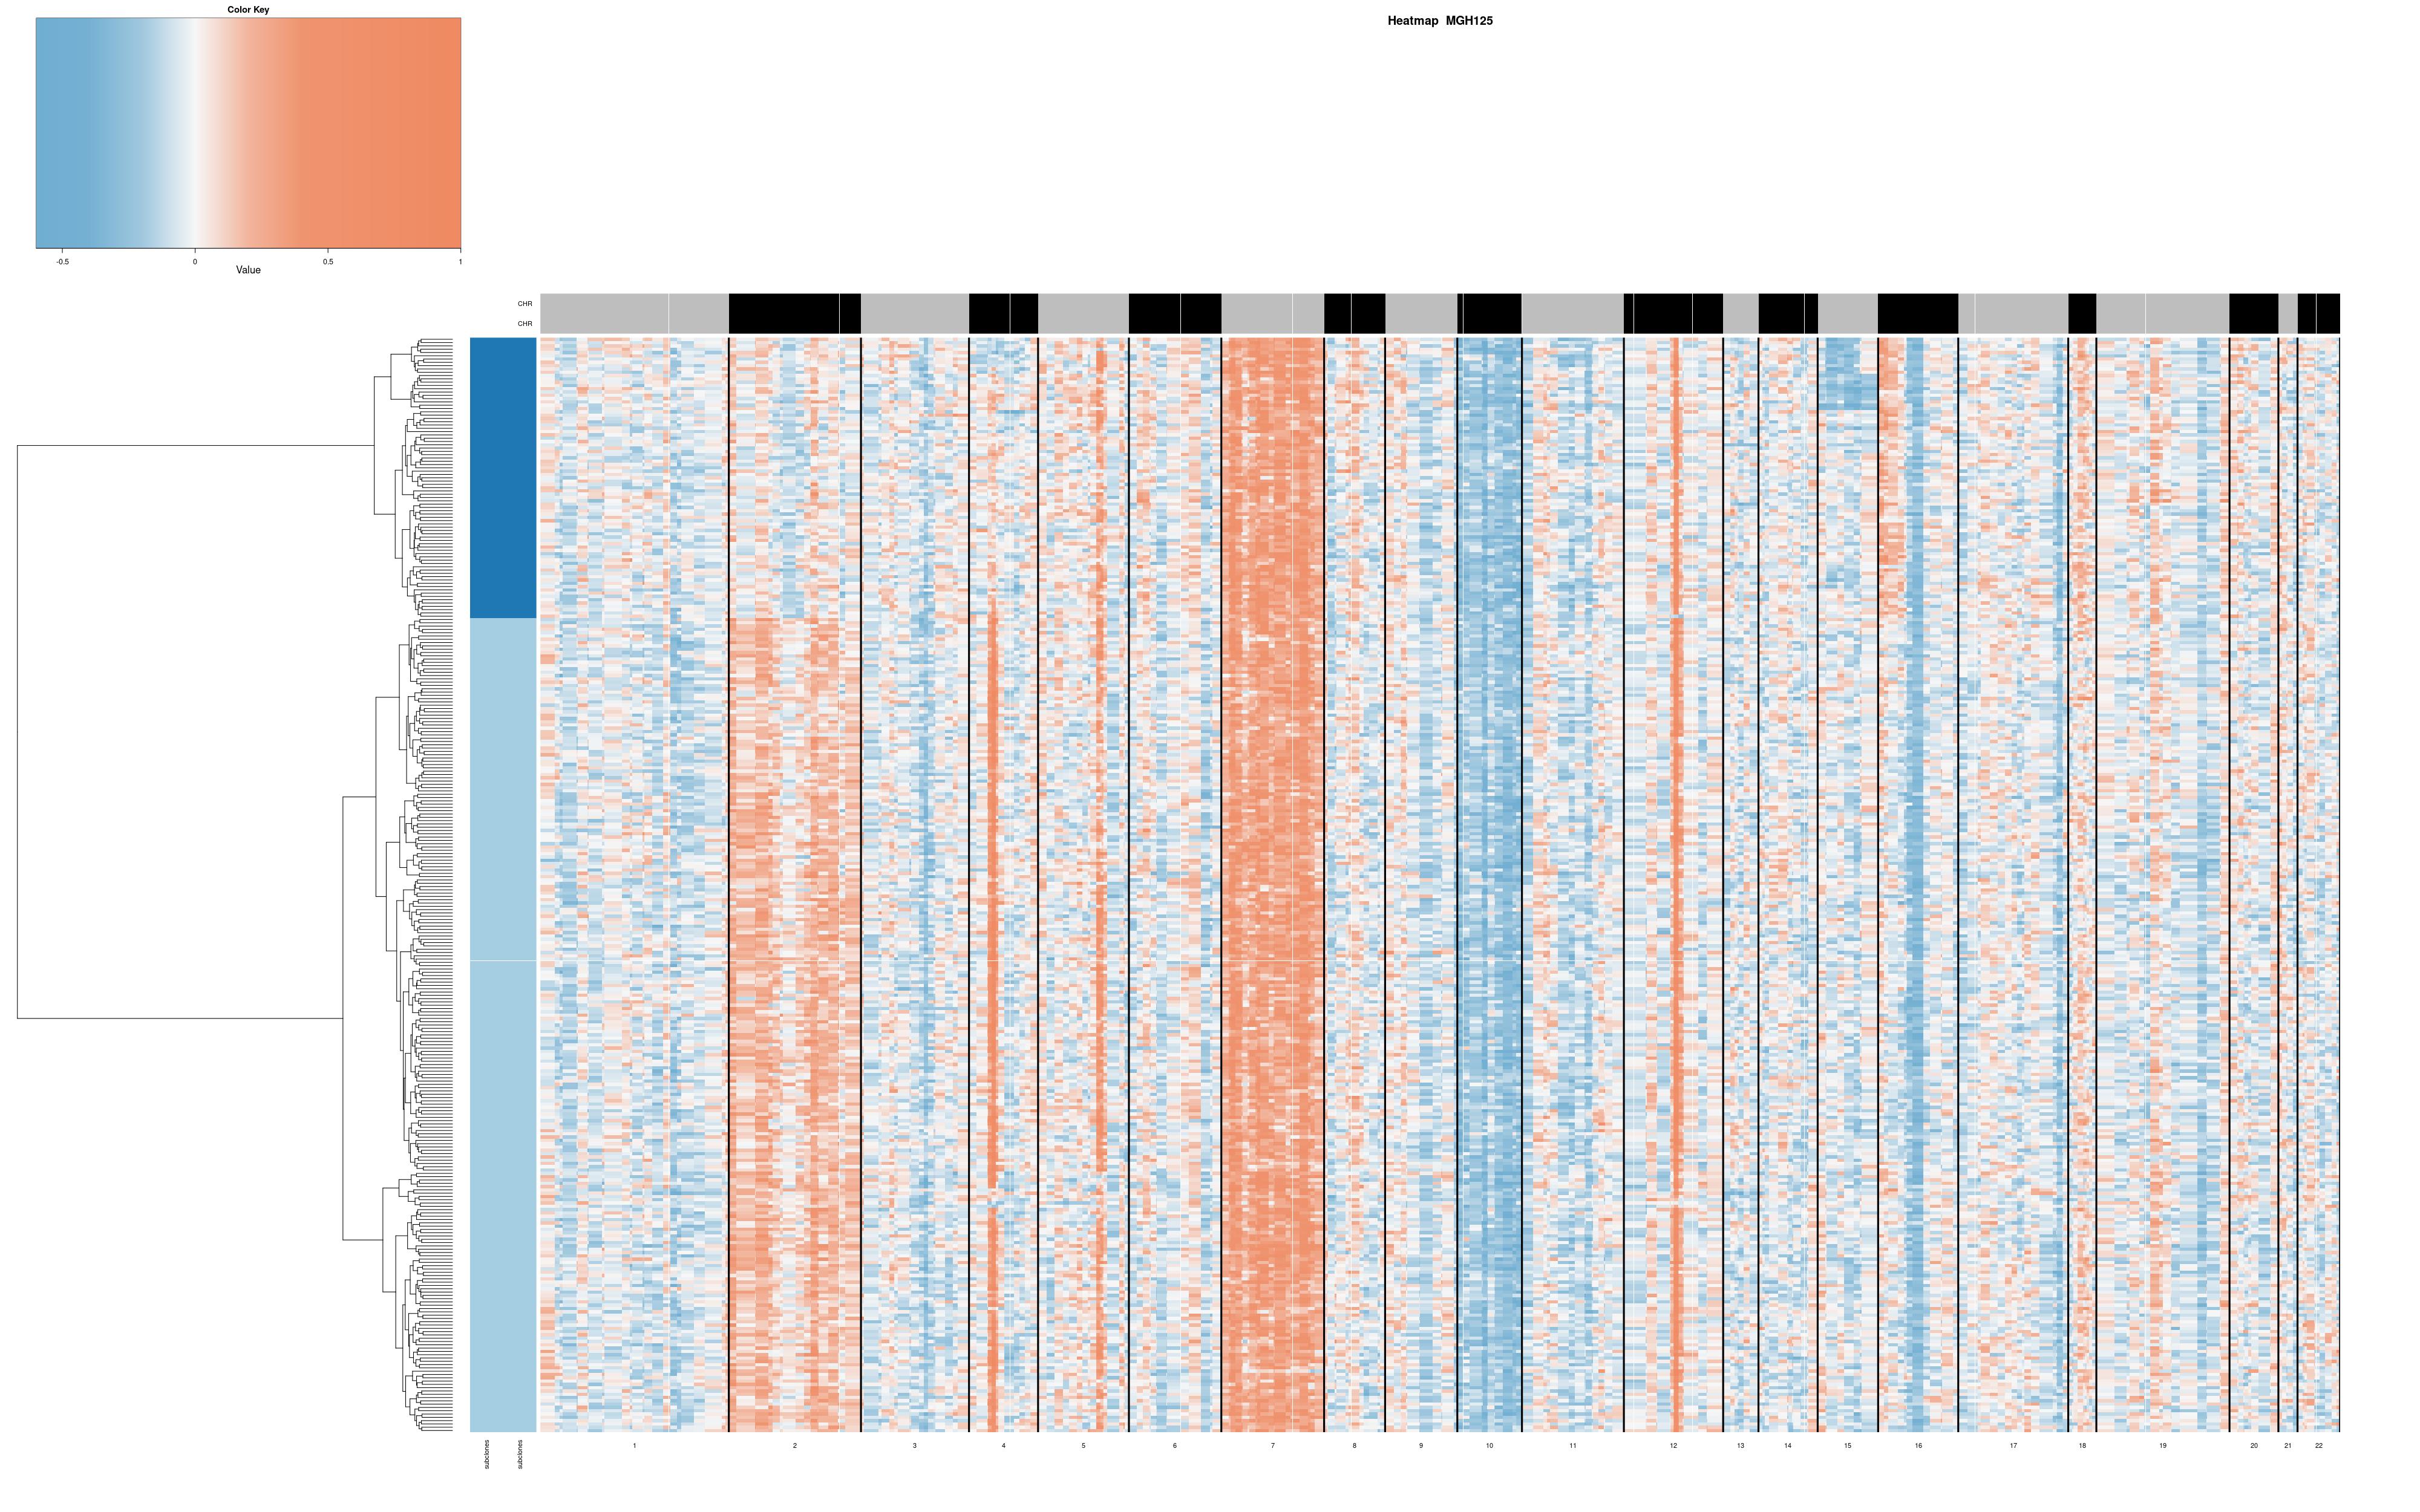 Color Key
Heatmap MGH125
-0.5 0 0.5 1
Value
CHR
CHR
subclones
subclones
1 2 3 4 5 6 7 8 9 10 11 12 13 14 15 16 17 18 19 20 21 22